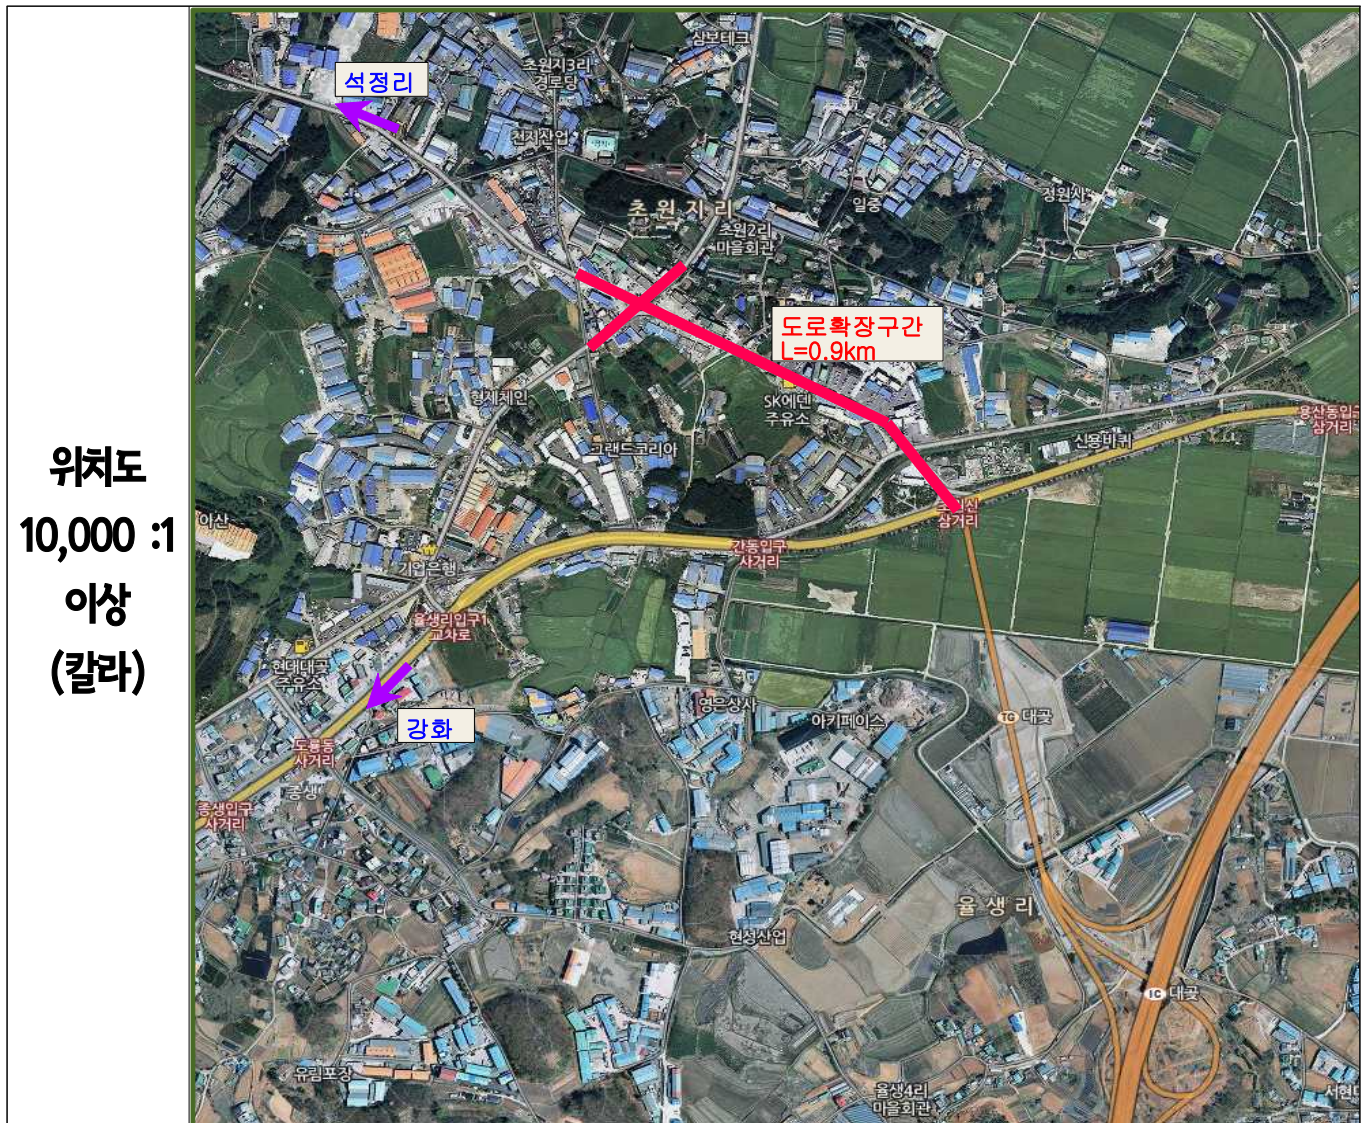 위치도
10,000 :1
이상
(칼라)
삼보테크
초원지3리
경로당
석정리
천지산업
정원사
일중
초 원 지 리
초원2리
마을회관
도로확장구간
L=0.9km
형제체인
SK에덴
주유소
용산동입구
삼거리
신용바퀴
그랜드코리아
삼거리
이산
간동입구
사거리
기업은행
율생리입구1
교차로
현대대곶
주유소
영은상사
아키페이스
TG 대곶
강화
도룡동
사거리
종생
종생입구
사거리
율 생 리
현성산업
IC 대곶
유림포장
율생4리
마을회관